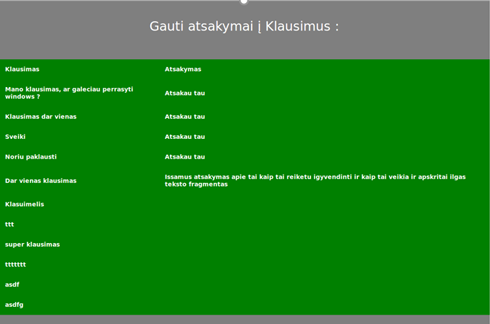 Gauti atsakymai į Klausimus :
Klausimas Atsakymas
Mano klausimas, ar galeciau perrasyti
windows ?
Atsakau tau
Klausimas dar vienas Atsakau tau
Sveiki Atsakau tau
Noriu paklausti Atsakau tau
Dar vienas klausimas
Issamus atsakymas apie tai kaip tai reiketu igyvendinti ir kaip tai veikia ir apskritai ilgas
teksto fragmentas
Klasuimelis
ttt
super klausimas
ttttttt
asdf
asdfg